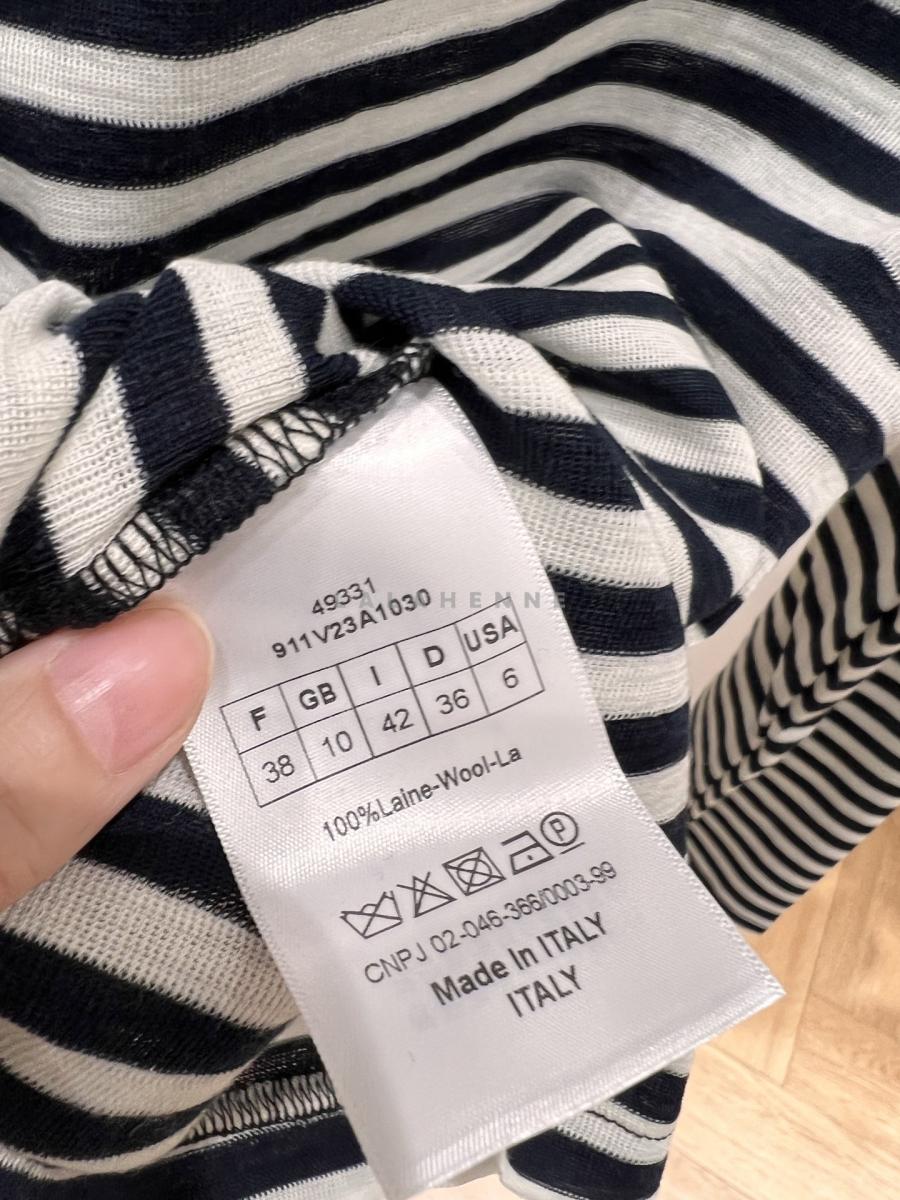 49331
911V23A1030
F GB I D USA
38 10 42 36 6
100%Laine-Wool-La
P
CNPJ 02-046-366/0003-99
Made In ITALY
ITALY